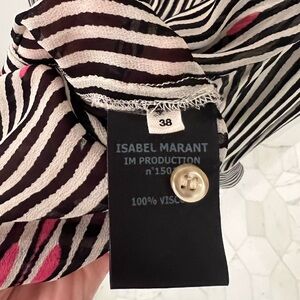 38
ISABEL MARANT
IM PRODUCTION
n°150
100% VISC